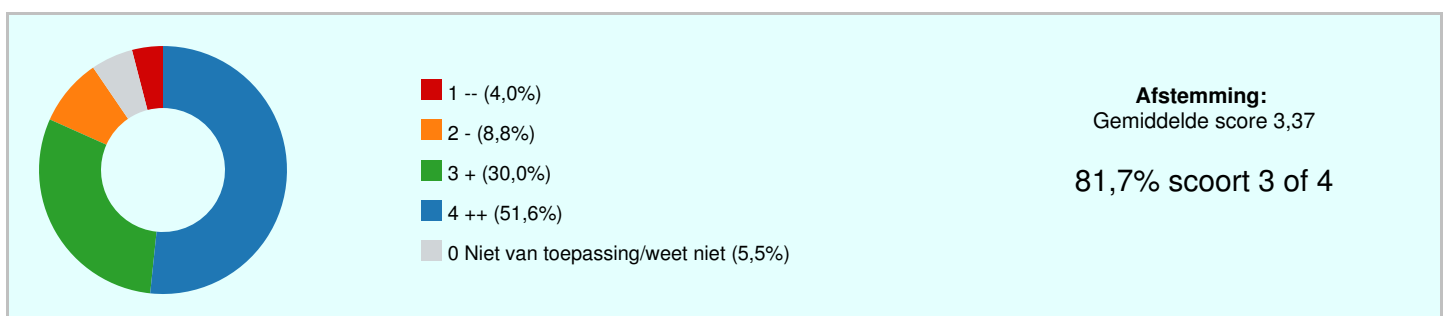 1 -- (4,0%)
2 - (8,8%)
3 + (30,0%)
4 ++ (51,6%)
0 Niet van toepassing/weet niet (5,5%)
Afstemming:
Gemiddelde score 3,37
81,7% scoort 3 of 4